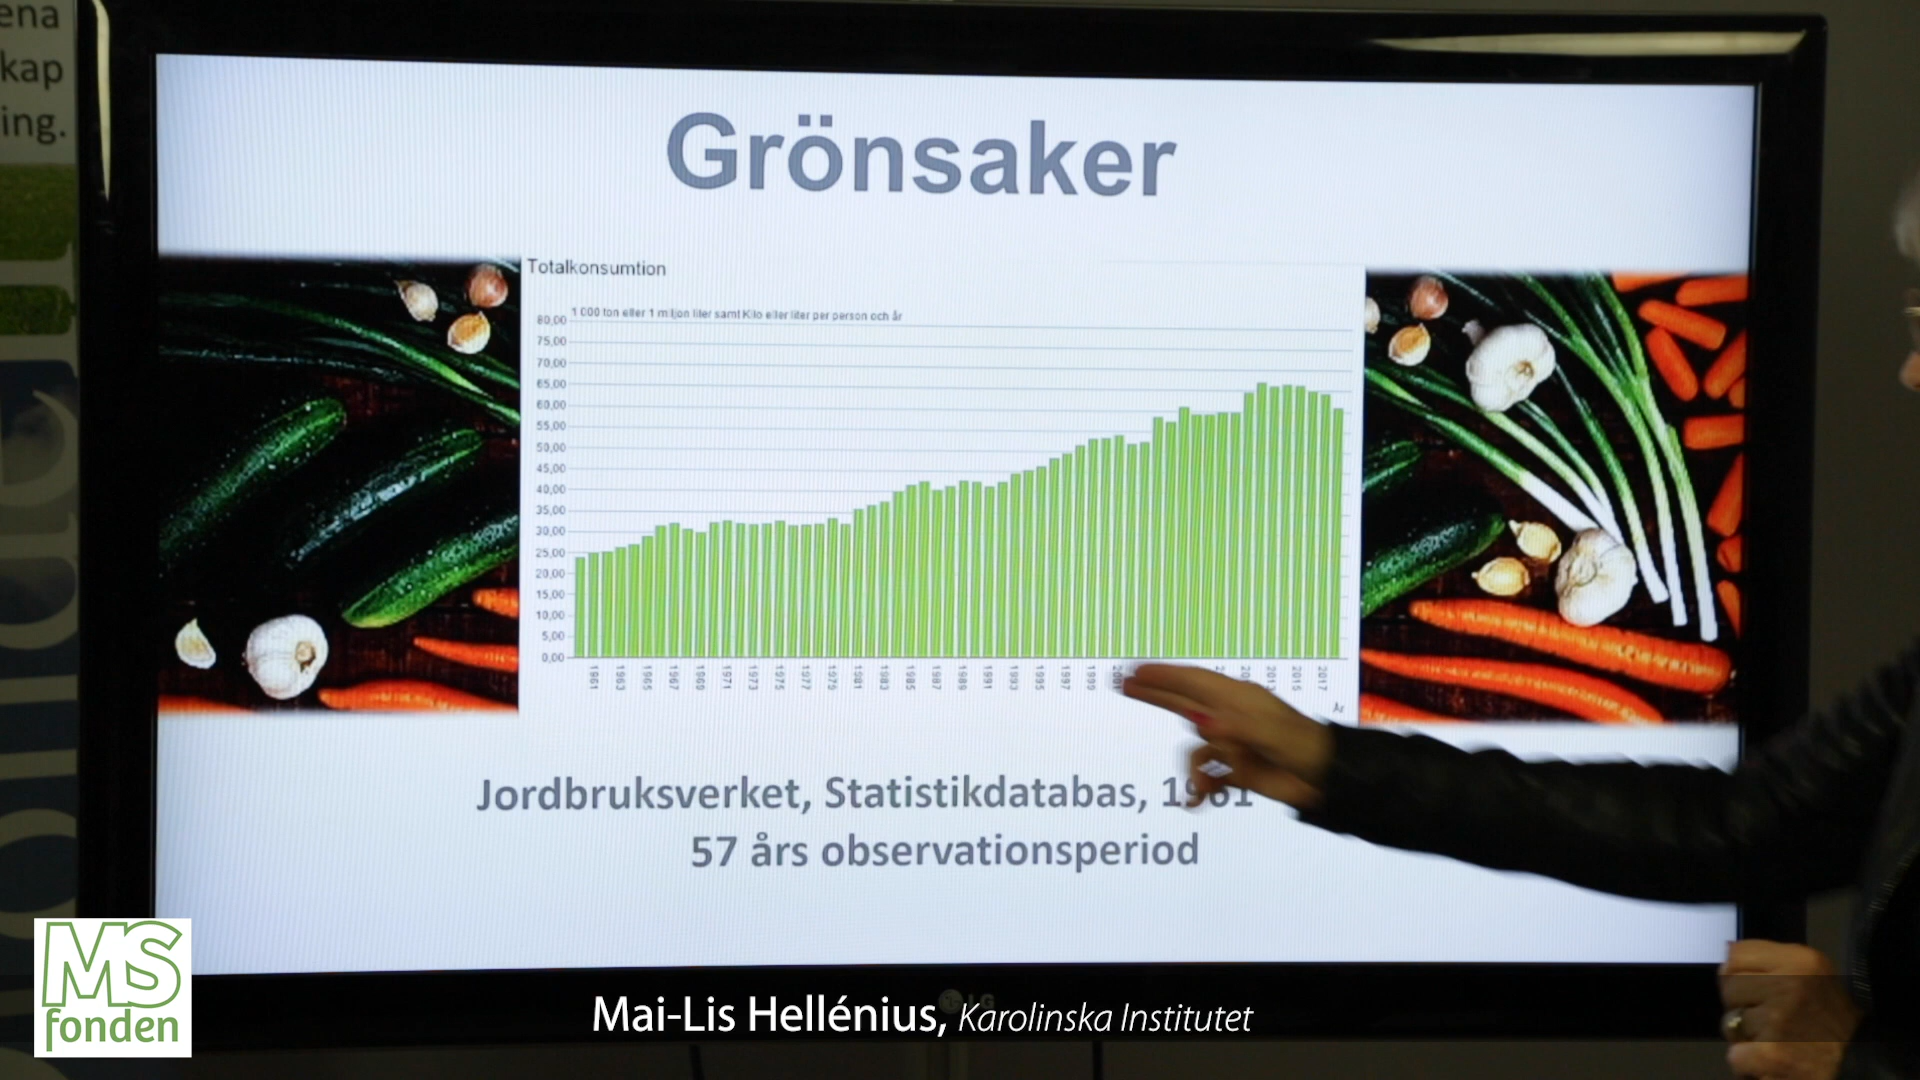 ena
kap
ing.
Grönsaker
Totalkonsumtion
1 000 ton eller 1 miljon liter samt Kilo eller liter per person och år
80,00
75,00
70,00
65,00
60,00
55,00
50,00
45,00
40,00
35,00
30,00
25,00
20,00
15,00
10,00
5,00
0,00
1961 1963 1965 1967 1969 1971 1973 1975 1977 1979 1981 1983 1985 1987 1989 1991 1993 1995 1997 1999 2013 2015 2017
År
Jordbruksverket, Statistikdatabas, 1961
57 års observationsperiod
MS
fonden
LG
Mai-Lis Hellénius, Karolinska Institutet